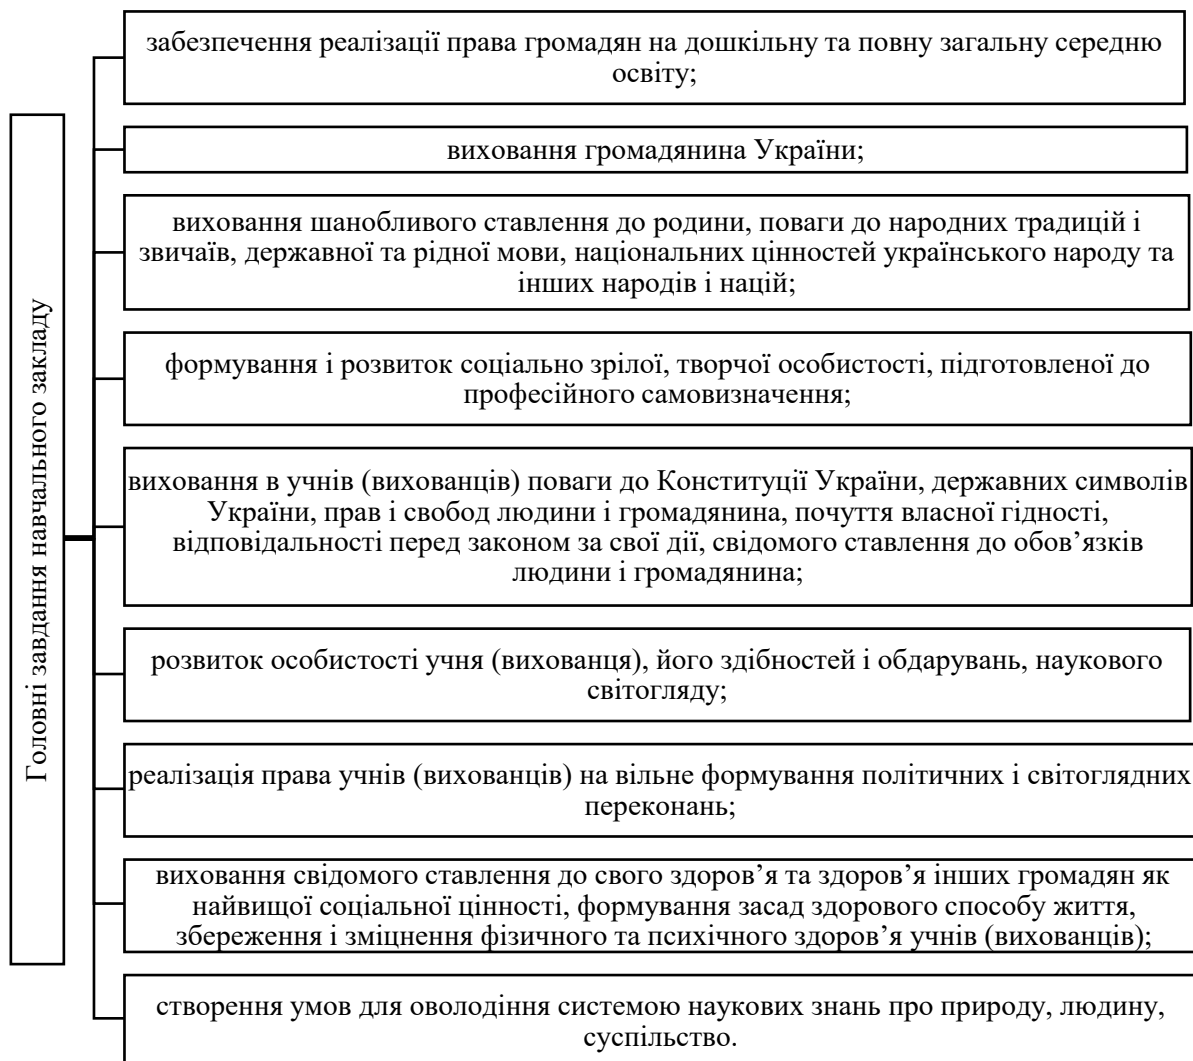 Головні завдання навчального закладу
забезпечення реалізації права громадян на дошкільну та повну загальну середню
освіту;
виховання громадянина України;
виховання шанобливого ставлення до родини, поваги до народних традицій і
звичаїв, державної та рідної мови, національних цінностей українського народу та
інших народів і націй;
формування і розвиток соціально зрілої, творчої особистості, підготовленої до
професійного самовизначення;
виховання в учнів (вихованців) поваги до Конституції України, державних символів
України, прав і свобод людини і громадянина, почуття власної гідності,
відповідальності перед законом за свої дії, свідомого ставлення до обов’язків
людини і громадянина;
розвиток особистості учня (вихованця), його здібностей і обдарувань, наукового
світогляду;
реалізація права учнів (вихованців) на вільне формування політичних і світоглядних
переконань;
виховання свідомого ставлення до свого здоров’я та здоров’я інших громадян як
найвищої соціальної цінності, формування засад здорового способу життя,
збереження і зміцнення фізичного та психічного здоров’я учнів (вихованців);
створення умов для оволодіння системою наукових знань про природу, людину,
суспільство.